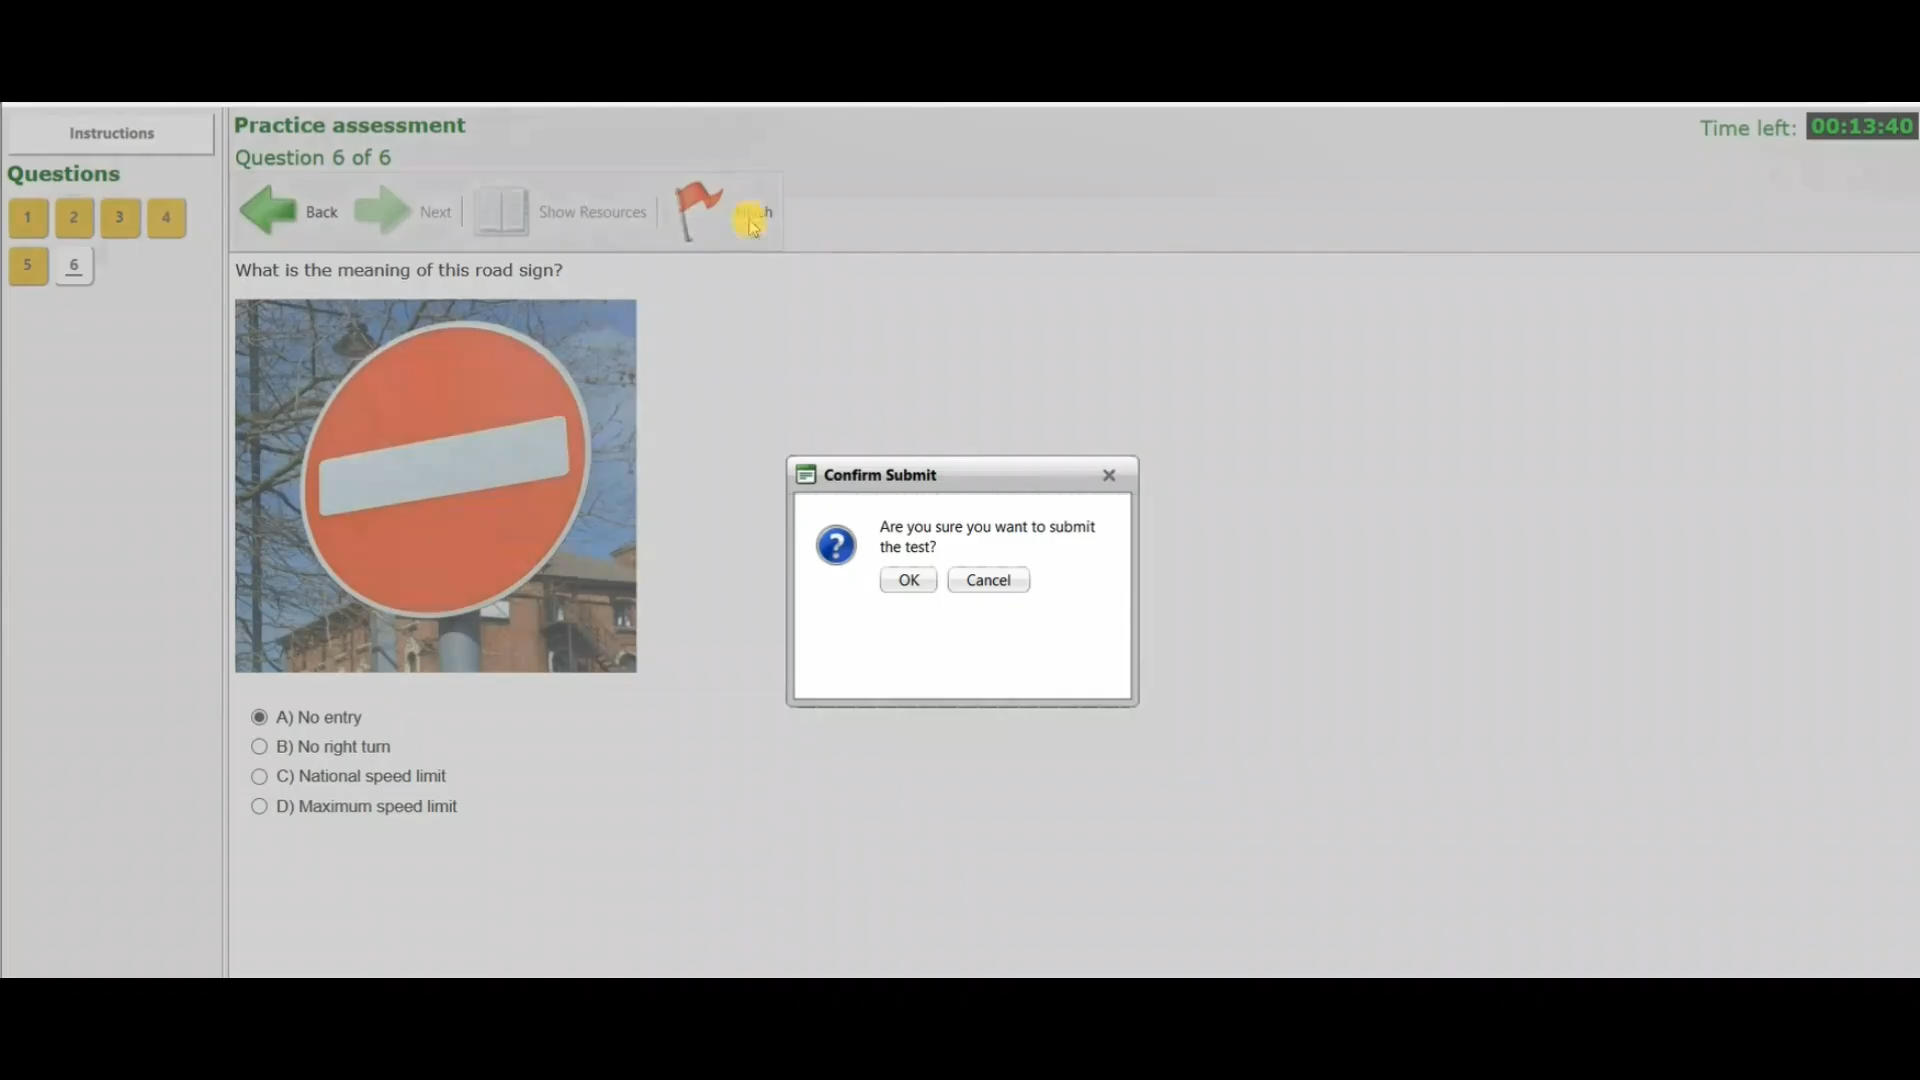 Instructions
Questions
1 2 3 4
5 6
Practice assessment
Question 6 of 6
Time left: 00:13:40
Back Next Show Resources
What is the meaning of this road sign?
A) No entry
B) No right turn
C) National speed limit
D) Maximum speed limit
Confirm Submit
Are you sure you want to submit
the test?
OK Cancel